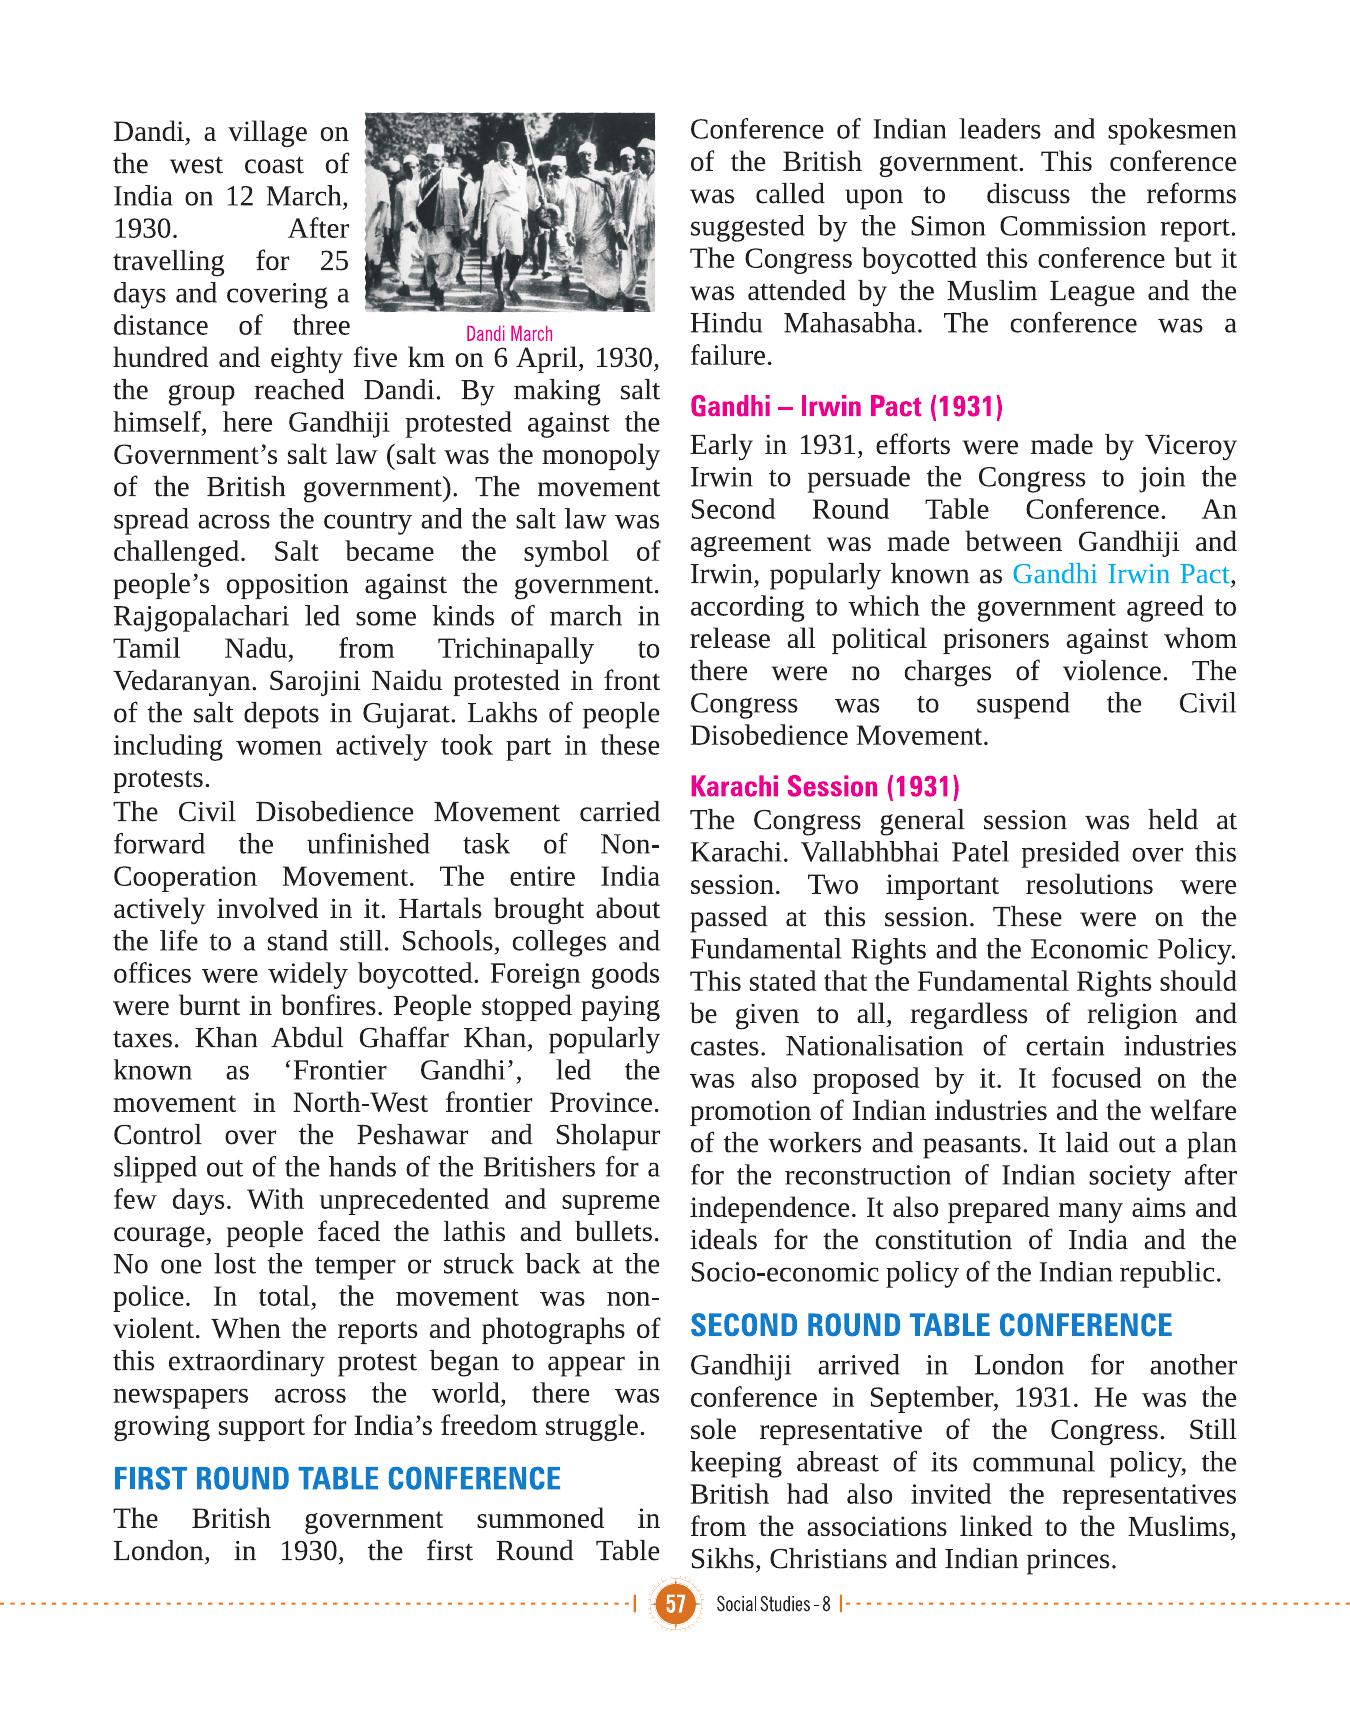 Dandi, a village on
the west coast of
India on 12 March,
1930. After
travelling for 25
days and covering a
distance of three
Dandi March
hundred and eighty five km on 6 April, 1930,
the group reached Dandi. By making salt
himself, here Gandhiji protested against the
Government’s salt law (salt was the monopoly
of the British government). The movement
spread across the country and the salt law was
challenged. Salt became the symbol of
people’s opposition against the government.
Rajgopalachari led some kinds of march in
Tamil Nadu, from Trichinapally to
Vedaranyan. Sarojini Naidu protested in front
of the salt depots in Gujarat. Lakhs of people
including women actively took part in these
protests.
The Civil Disobedience Movement carried
forward the unfinished task of Non-
Cooperation Movement. The entire India
actively involved in it. Hartals brought about
the life to a stand still. Schools, colleges and
offices were widely boycotted. Foreign goods
were burnt in bonfires. People stopped paying
taxes. Khan Abdul Ghaffar Khan, popularly
known as ‘Frontier Gandhi’, led the
movement in North-West frontier Province.
Control over the Peshawar and Sholapur
slipped out of the hands of the Britishers for a
few days. With unprecedented and supreme
courage, people faced the lathis and bullets.
No one lost the temper or struck back at the
police. In total, the movement was non-
violent. When the reports and photographs of
this extraordinary protest began to appear in
newspapers across the world, there was
growing support for India’s freedom struggle.
FIRST ROUND TABLE CONFERENCE
The British government summoned in
London, in 1930, the first Round Table
Conference of Indian leaders and spokesmen
of the British government. This conference
was called upon to discuss the reforms
suggested by the Simon Commission report.
The Congress boycotted this conference but it
was attended by the Muslim League and the
Hindu Mahasabha. The conference was a
failure.
Gandhi – Irwin Pact (1931)
Early in 1931, efforts were made by Viceroy
Irwin to persuade the Congress to join the
Second Round Table Conference. An
agreement was made between Gandhiji and
Irwin, popularly known as Gandhi Irwin Pact,
according to which the government agreed to
release all political prisoners against whom
there were no charges of violence. The
Congress was to suspend the Civil
Disobedience Movement.
Karachi Session (1931)
The Congress general session was held at
Karachi. Vallabhbhai Patel presided over this
session. Two important resolutions were
passed at this session. These were on the
Fundamental Rights and the Economic Policy.
This stated that the Fundamental Rights should
be given to all, regardless of religion and
castes. Nationalisation of certain industries
was also proposed by it. It focused on the
promotion of Indian industries and the welfare
of the workers and peasants. It laid out a plan
for the reconstruction of Indian society after
independence. It also prepared many aims and
ideals for the constitution of India and the
Socio-economic policy of the Indian republic.
SECOND ROUND TABLE CONFERENCE
Gandhiji arrived in London for another
conference in September, 1931. He was the
sole representative of the Congress. Still
keeping abreast of its communal policy, the
British had also invited the representatives
from the associations linked to the Muslims,
Sikhs, Christians and Indian princes.
57 Social Studies - 8